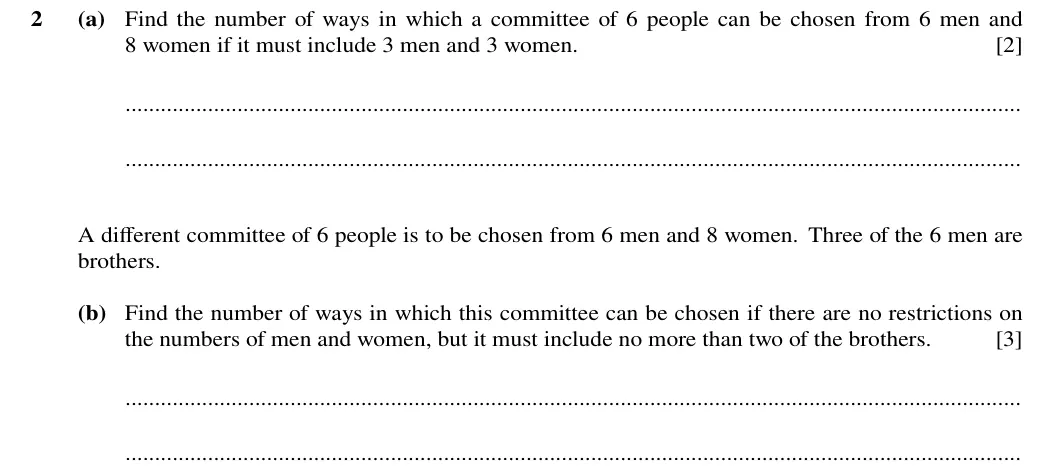 2 (a) Find the number of ways in which a committee of 6 people can be chosen from 6 men and
8 women if it must include 3 men and 3 women. [2]
A different committee of 6 people is to be chosen from 6 men and 8 women. Three of the 6 men are
brothers.
(b) Find the number of ways in which this committee can be chosen if there are no restrictions on
the numbers of men and women, but it must include no more than two of the brothers. [3]